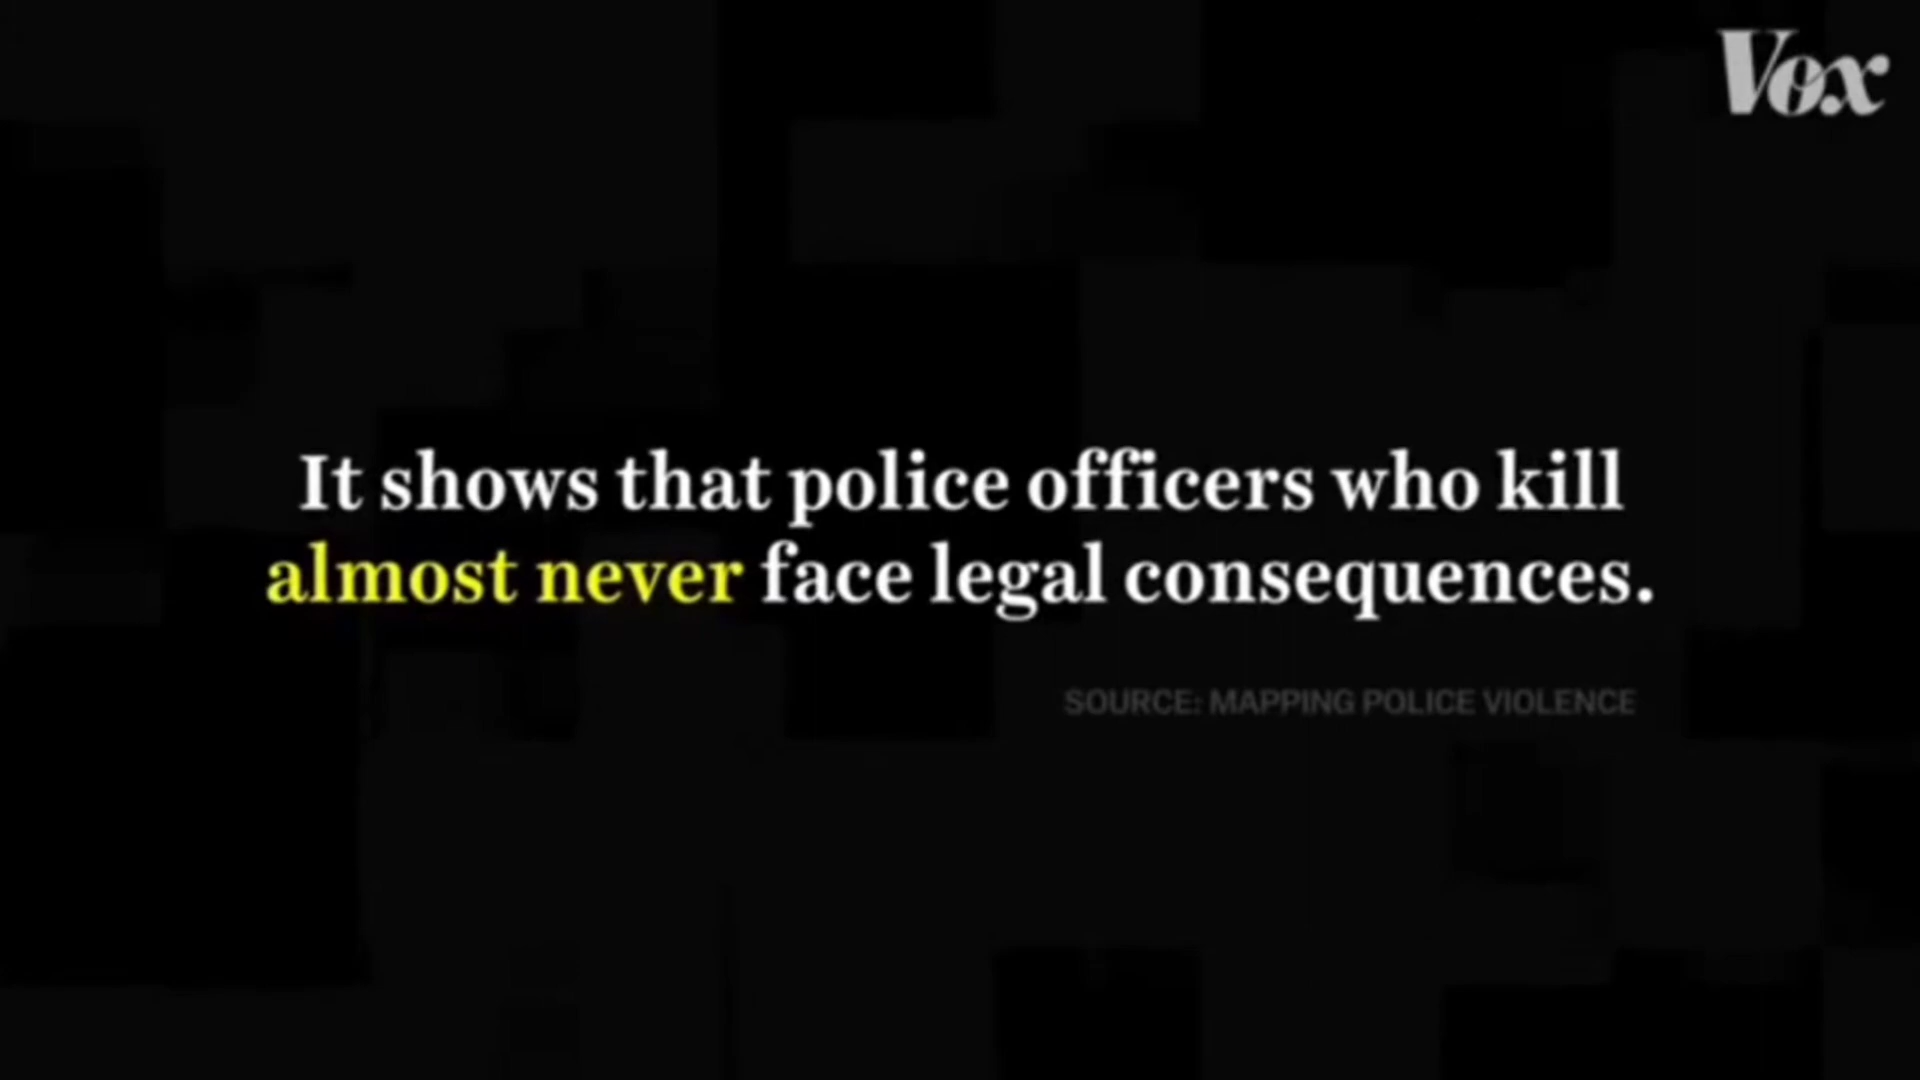 Vox
It shows that police officers who kill
almost never face legal consequences.
SOURCE: MAPPING POLICE VIOLENCE